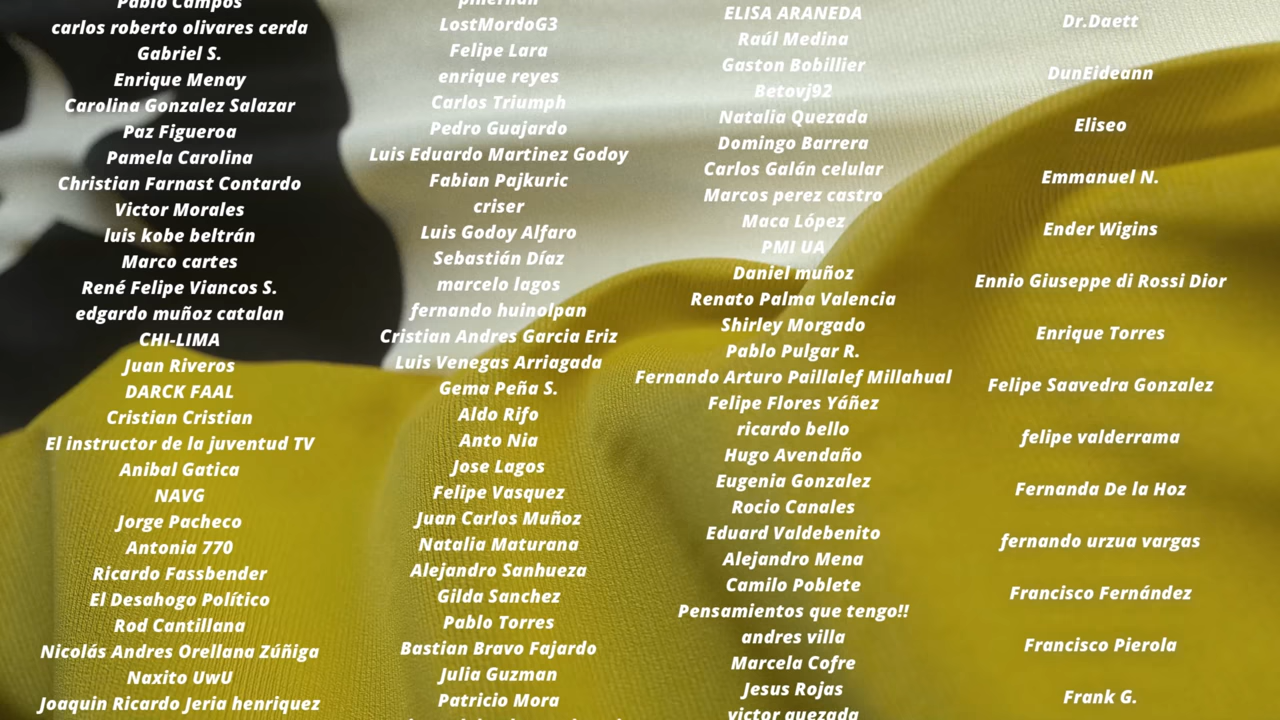 Pablo Campos
carlos roberto olivares cerda
Gabriel S.
Enrique Menay
Carolina Gonzalez Salazar
Paz Figueroa
Pamela Carolina
Christian Farnast Contardo
Victor Morales
luis kobe beltrán
Marco cartes
René Felipe Viancos S.
edgardo muñoz catalan
CHI-LIMA
Juan Riveros
DARCK FAAL
Cristian Cristian
El instructor de la juventud TV
Anibal Gatica
NAVG
Jorge Pacheco
Antonia 770
Ricardo Fassbender
El Desahogo Político
Rod Cantillana
Nicolás Andres Orellana Zúñiga
Naxito UwU
Joaquin Ricardo Jeria henriquez
LostMordoG3
Felipe Lara
enrique reyes
Carlos Triumph
Pedro Guajardo
Luis Eduardo Martinez Godoy
Fabian Pajkuric
criser
Luis Godoy Alfaro
Sebastián Díaz
marcelo lagos
fernando huinolpan
Cristian Andres Garcia Eriz
Luis Venegas Arriagada
Gema Peña S.
Aldo Rifo
Anto Nia
Jose Lagos
Felipe Vasquez
Juan Carlos Muñoz
Natalia Maturana
Alejandro Sanhueza
Gilda Sanchez
Pablo Torres
Bastian Bravo Fajardo
Julia Guzman
Patricio Mora
ELISA ARANEDA
Raúl Medina
Gaston Bobillier
Betovj92
Natalia Quezada
Domingo Barrera
Carlos Galán celular
Marcos perez castro
Maca López
PMI UA
Daniel muñoz
Renato Palma Valencia
Shirley Morgado
Pablo Pulgar R.
Fernando Arturo Paillalef Millahual
Felipe Flores Yáñez
ricardo bello
Hugo Avendaño
Eugenia Gonzalez
Rocio Canales
Eduard Valdebenito
Alejandro Mena
Camilo Poblete
Pensamientos que tengo!!
andres villa
Marcela Cofre
Jesus Rojas
victor quezada
Dr.Daett
DunEideann
Eliseo
Emmanuel N.
Ender Wigins
Ennio Giuseppe di Rossi Dior
Enrique Torres
Felipe Saavedra Gonzalez
felipe valderrama
Fernanda De la Hoz
fernando urzua vargas
Francisco Fernández
Francisco Pierola
Frank G.